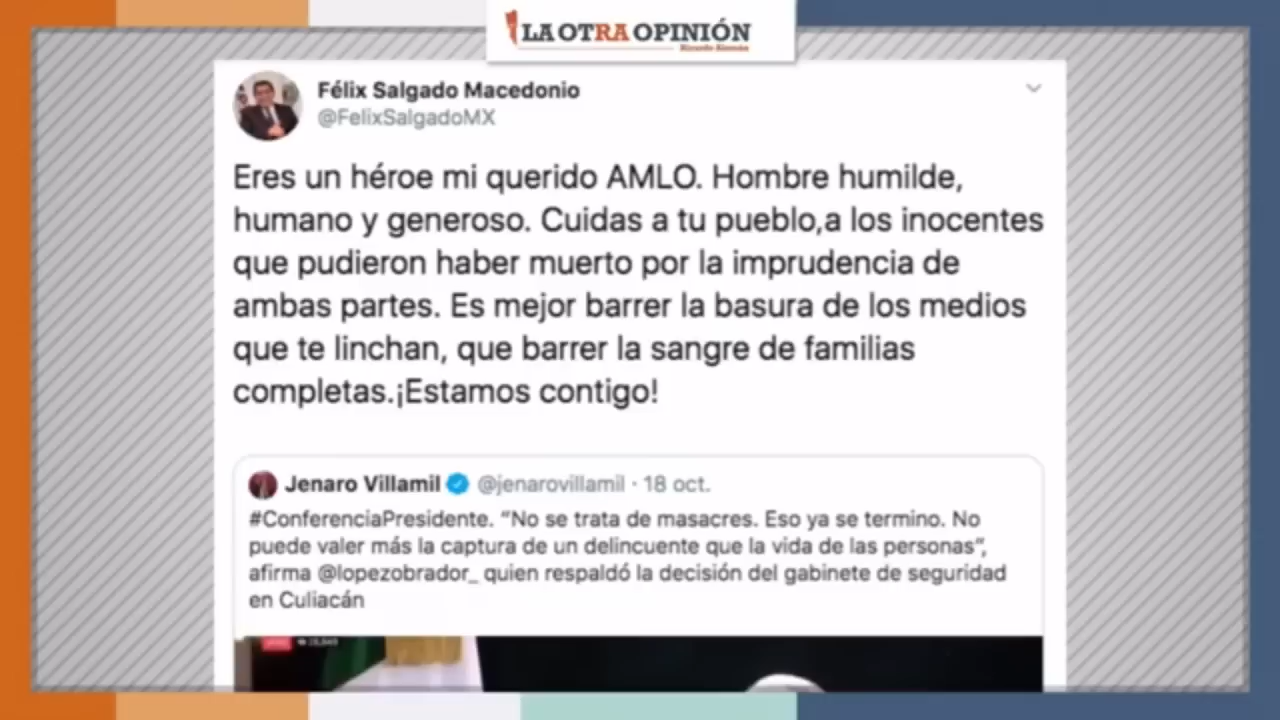 LA OTRA OPINIÓN
Ricardo Alemán
Félix Salgado Macedonio
@FelixSalgadoMX
Eres un héroe mi querido AMLO. Hombre humilde,
humano y generoso. Cuidas a tu pueblo,a los inocentes
que pudieron haber muerto por la imprudencia de
ambas partes. Es mejor barrer la basura de los medios
que te linchan, que barrer la sangre de familias
completas.¡Estamos contigo!
Jenaro Villamil @jenarovillamil · 18 oct.
#ConferenciaPresidente. “No se trata de masacres. Eso ya se termino. No
puede valer más la captura de un delincuente que la vida de las personas”,
afirma @lopezobrador_ quien respaldó la decisión del gabinete de seguridad
en Culiacán